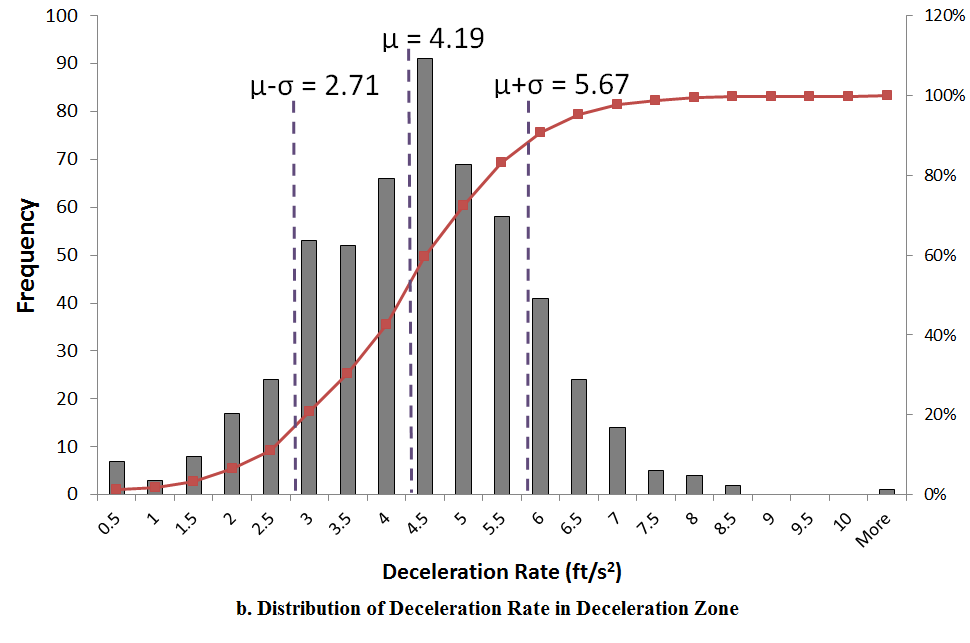 μ = 4.19
μ-σ = 2.71
μ+σ = 5.67
Frequency
100
90
80
70
60
50
40
30
20
10
0
120%
100%
80%
60%
40%
20%
0%
0.5 1 1.5 2 2.5 3 3.5 4 4.5 5 5.5 6 6.5 7 7.5 8 8.5 9 9.5 10 More
Deceleration Rate (ft/s²)
b. Distribution of Deceleration Rate in Deceleration Zone